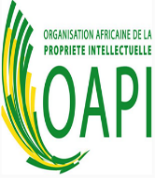 ORGANISATION AFRICAINE DE LA
PROPRIETE INTELLECTUELLE
OAPI